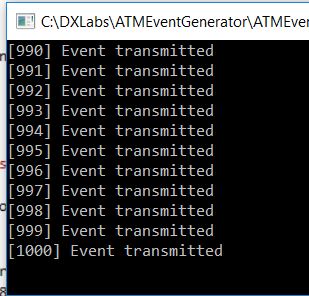 C:\DXLabs\ATMEventGenerator\ATMEven
[990] Event transmitted
[991] Event transmitted
[992] Event transmitted
[993] Event transmitted
[994] Event transmitted
[995] Event transmitted
[996] Event transmitted
[997] Event transmitted
[998] Event transmitted
[999] Event transmitted
[1000] Event transmitted